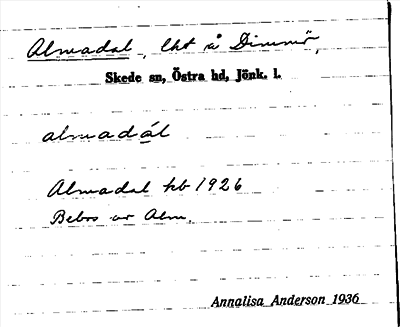 Almadal, lht å Dimmö,
Skede sn, Östra hd, Jönk. l.
almadál
Almadal kb 1926
Bebos av Alm.
Annalisa Anderson 1936